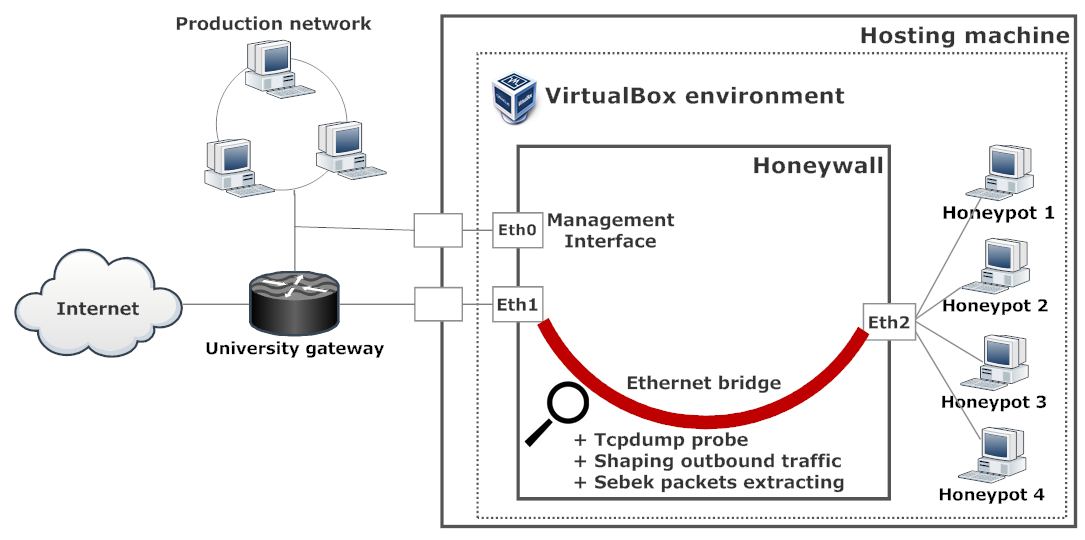 Production network
Hosting machine
VirtualBox environment
Honeywall
Eth0
Management
Interface
Internet
University gateway
Eth1
Eth2
Ethernet bridge
+ Tcpdump probe
+ Shaping outbound traffic
+ Sebek packets extracting
Honeypot 1
Honeypot 2
Honeypot 3
Honeypot 4